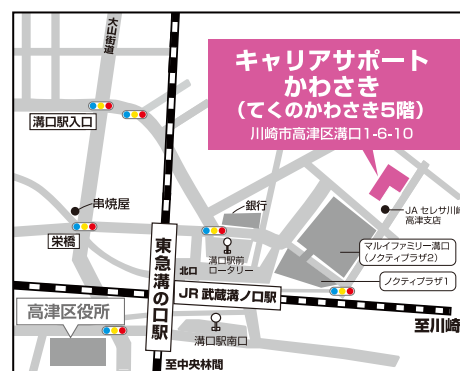 大山街道
キャリアサポート
かわさき
（てくのかわさき5階）
川崎市高津区溝口1-6-10
溝口駅入口
串焼屋
銀行
JA セレサ川崎
高津支店
栄橋
溝口駅前
ロータリー
マルイファミリー溝口
（ノクティプラザ2）
北口
東急溝の口駅
JR 武蔵溝ノ口駅
ノクティプラザ1
高津区役所
至川崎
溝口駅南口
至中央林間